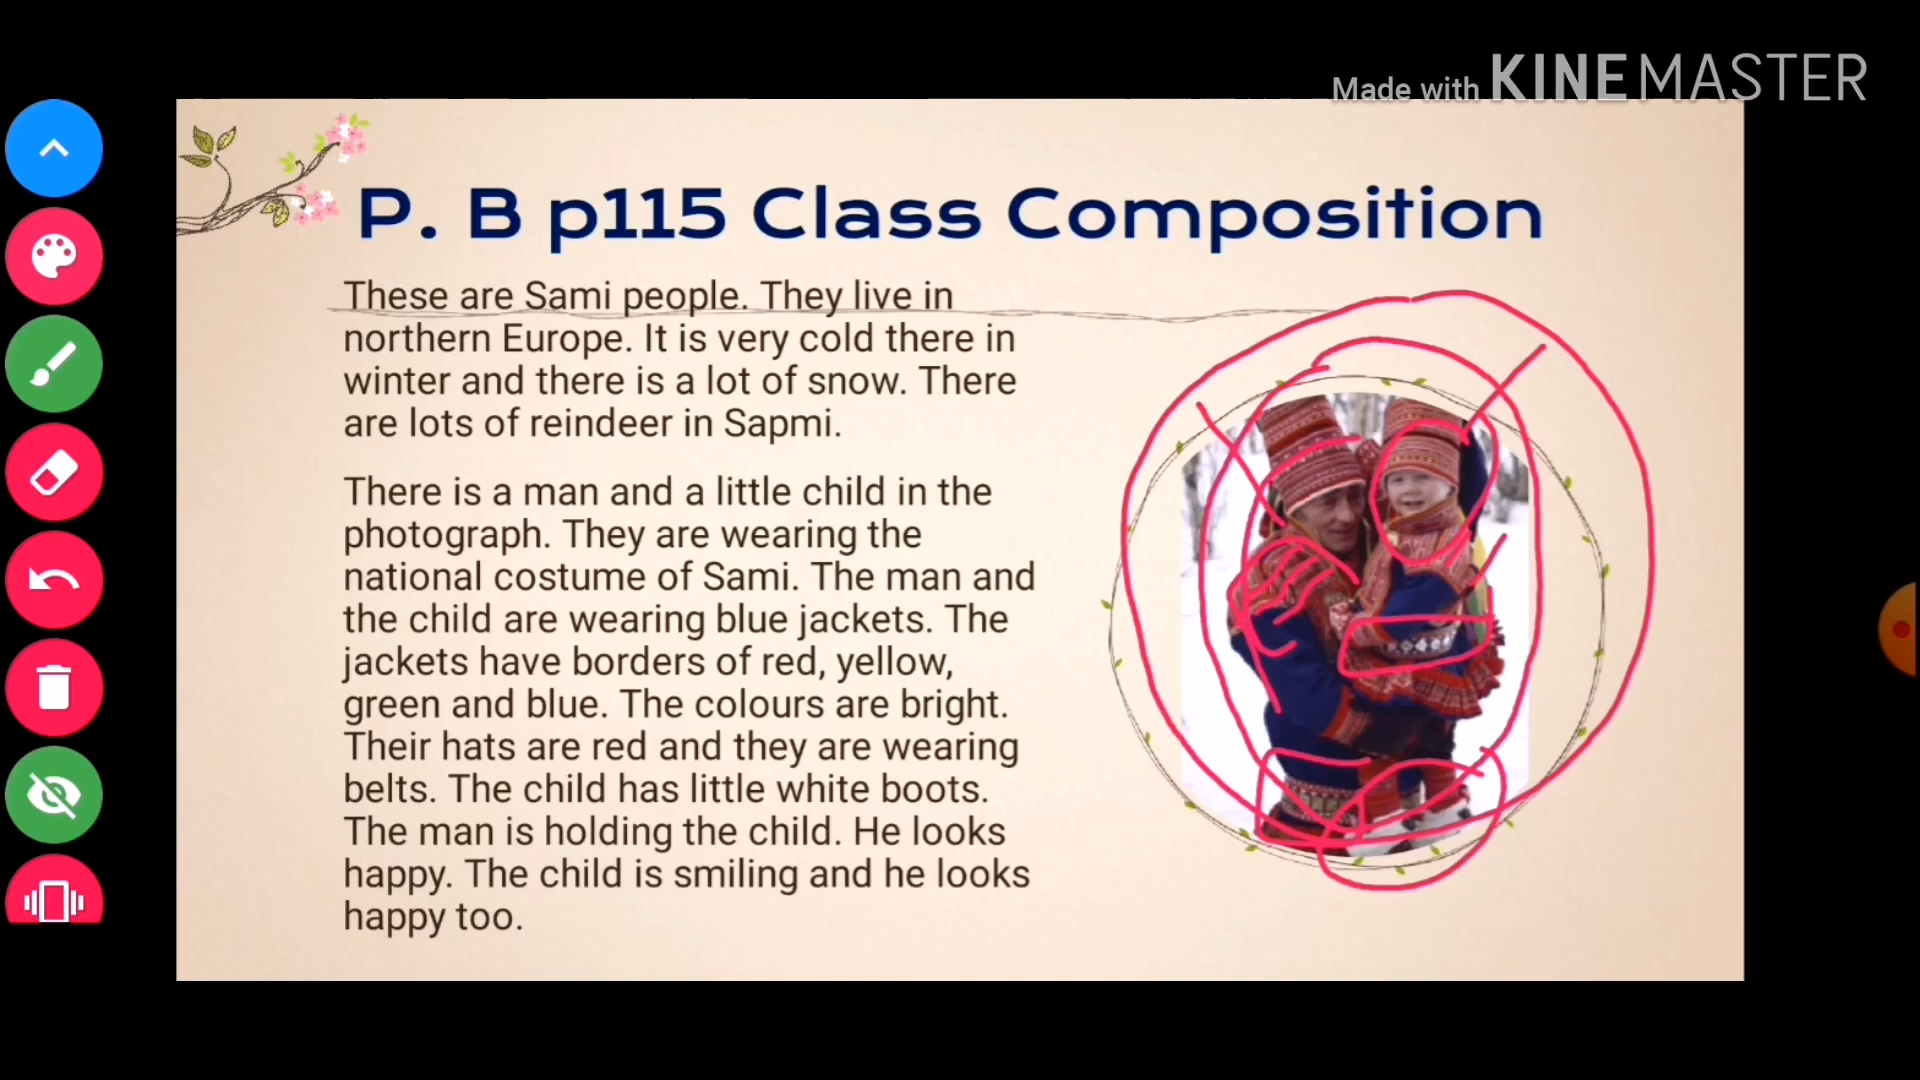 Made with KINEMASTER
P. B p115 Class Composition
These are Sami people. They live in
northern Europe. It is very cold there in
winter and there is a lot of snow. There
are lots of reindeer in Sapmi.
There is a man and a little child in the
photograph. They are wearing the
national costume of Sami. The man and
the child are wearing blue jackets. The
jackets have borders of red, yellow,
green and blue. The colours are bright.
Their hats are red and they are wearing
belts. The child has little white boots.
The man is holding the child. He looks
happy. The child is smiling and he looks
happy too.